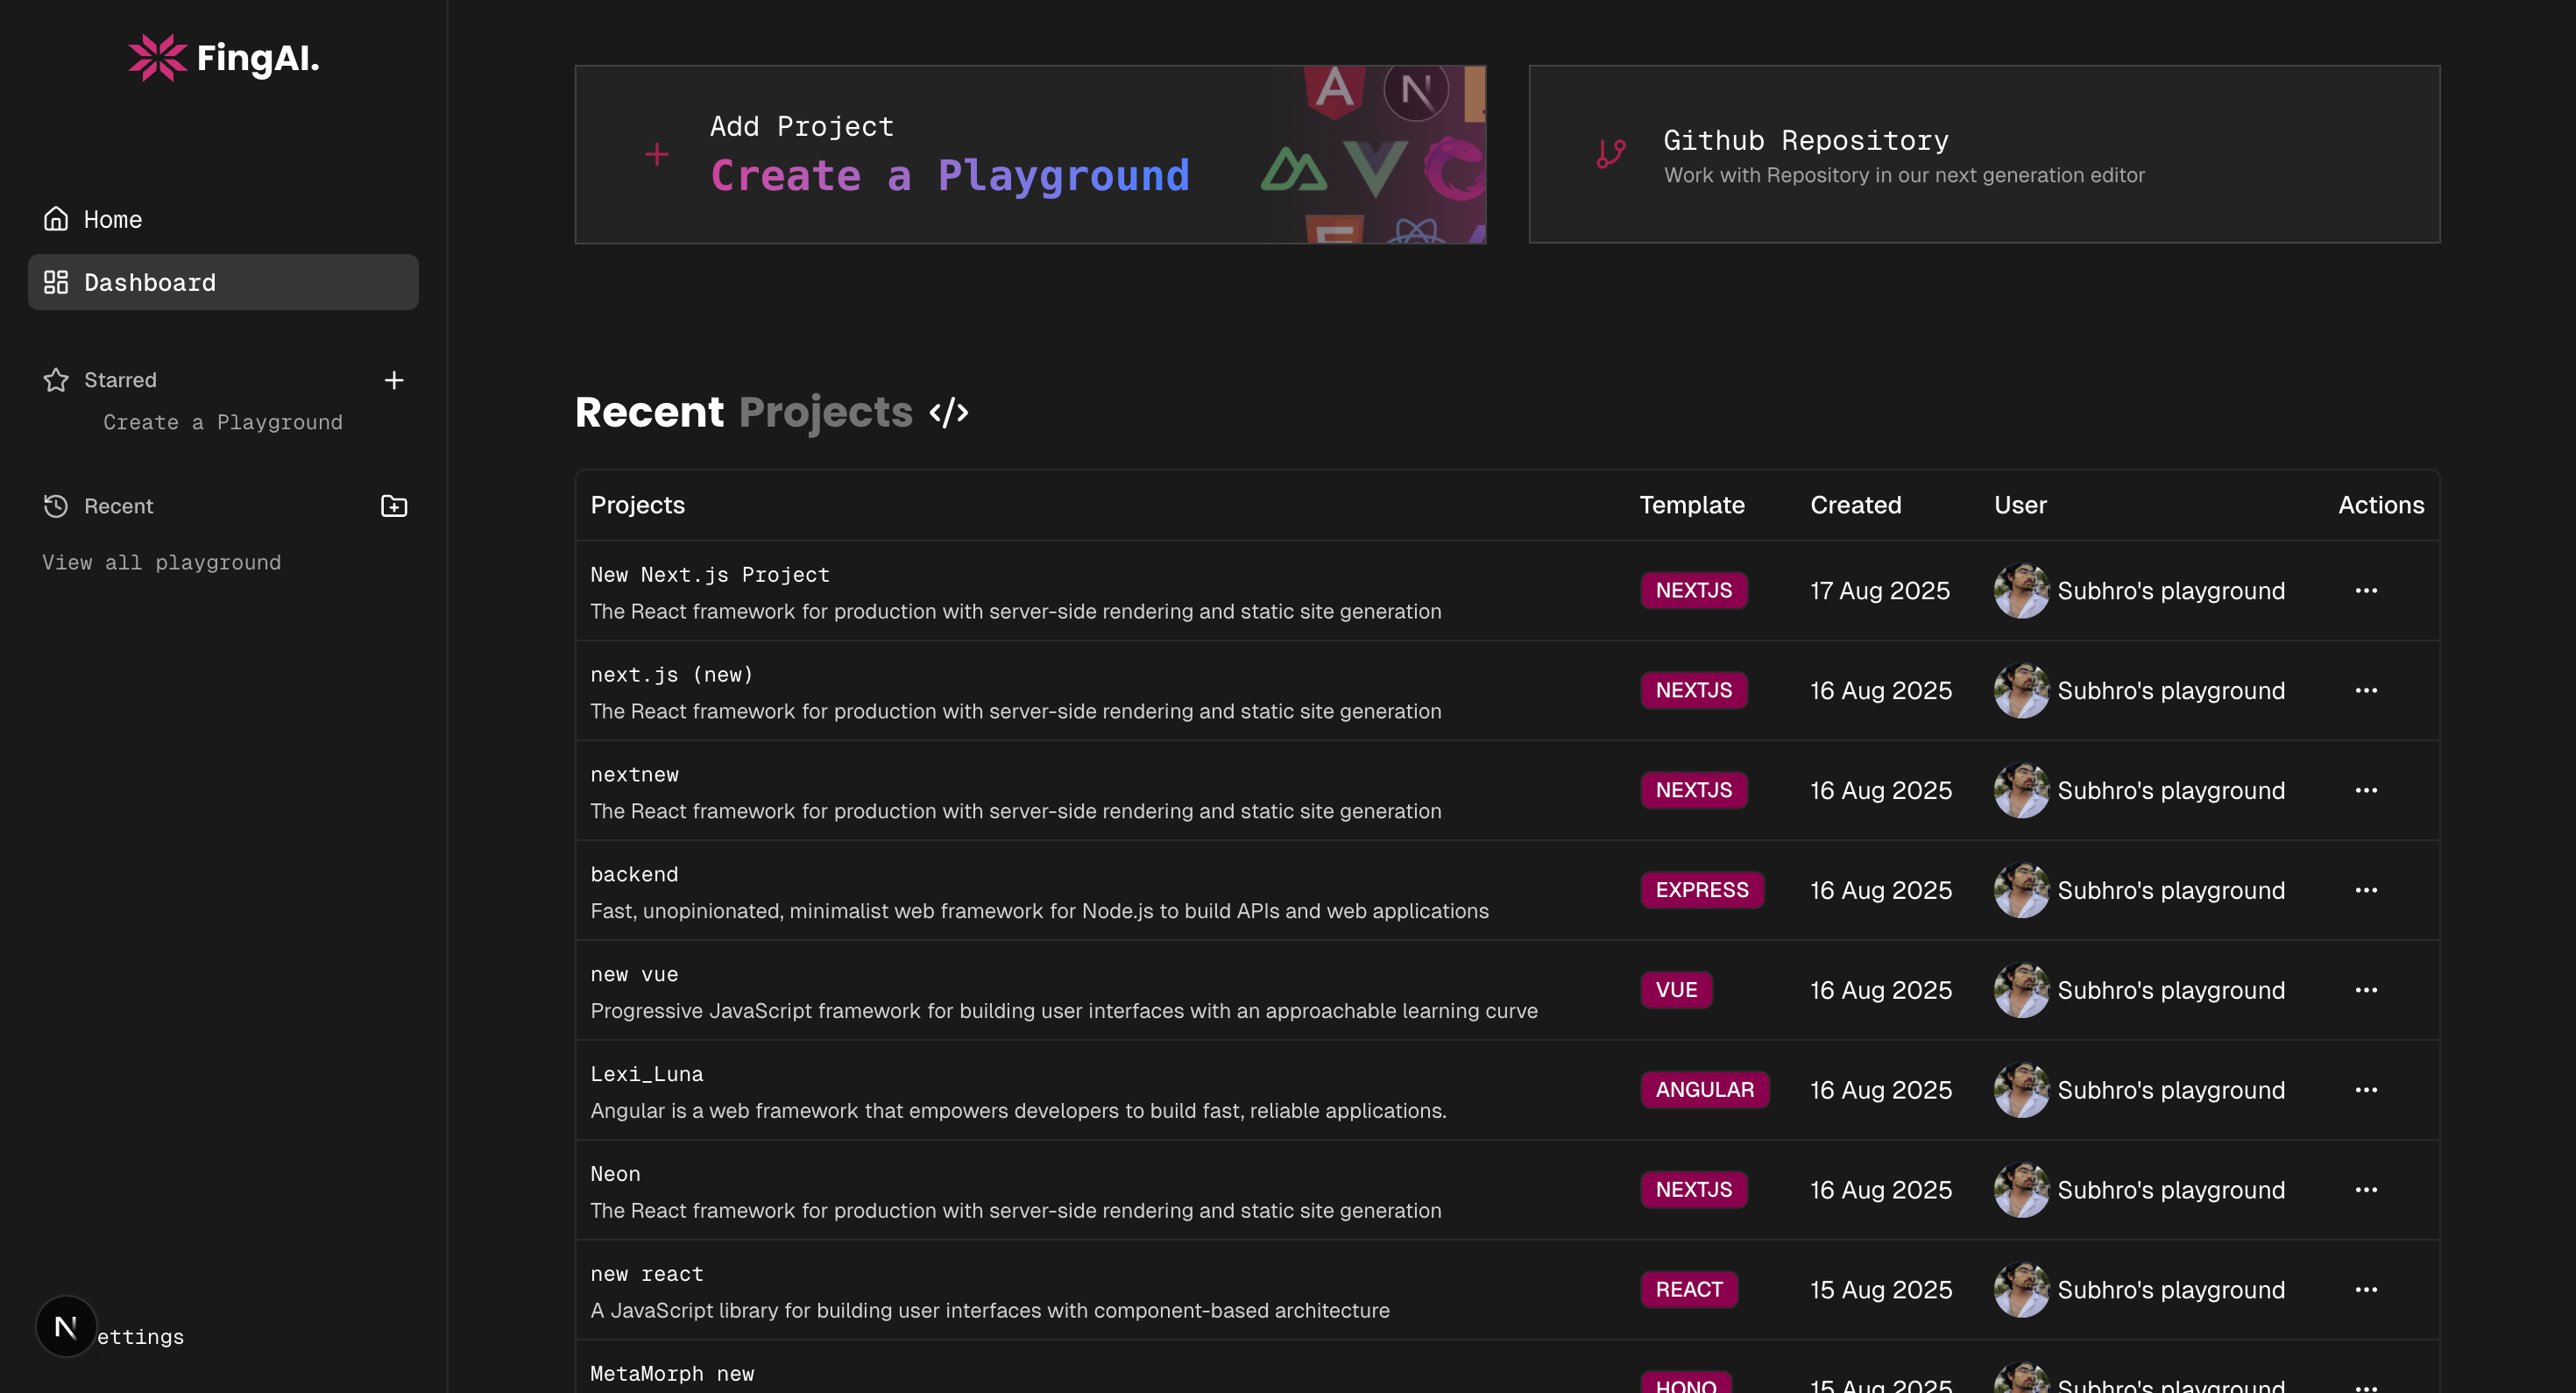 FingAI.
Home
Dashboard
Starred
Create a Playground
Recent
View all playground
ettings
Add Project
Create a Playground
Github Repository
Work with Repository in our next generation editor
Recent Projects
Projects Template Created User Actions
New Next.js Project
The React framework for production with server-side rendering and static site generation
NEXTJS 17 Aug 2025 Subhro's playground
next.js (new)
The React framework for production with server-side rendering and static site generation
NEXTJS 16 Aug 2025 Subhro's playground
nextnew
The React framework for production with server-side rendering and static site generation
NEXTJS 16 Aug 2025 Subhro's playground
backend
Fast, unopinionated, minimalist web framework for Node.js to build APIs and web applications
EXPRESS 16 Aug 2025 Subhro's playground
new vue
Progressive JavaScript framework for building user interfaces with an approachable learning curve
VUE 16 Aug 2025 Subhro's playground
Lexi_Luna
Angular is a web framework that empowers developers to build fast, reliable applications.
ANGULAR 16 Aug 2025 Subhro's playground
Neon
The React framework for production with server-side rendering and static site generation
NEXTJS 16 Aug 2025 Subhro's playground
new react
A JavaScript library for building user interfaces with component-based architecture
REACT 15 Aug 2025 Subhro's playground
MetaMorph new
HONO 15 Aug 2025 Subhro's playground